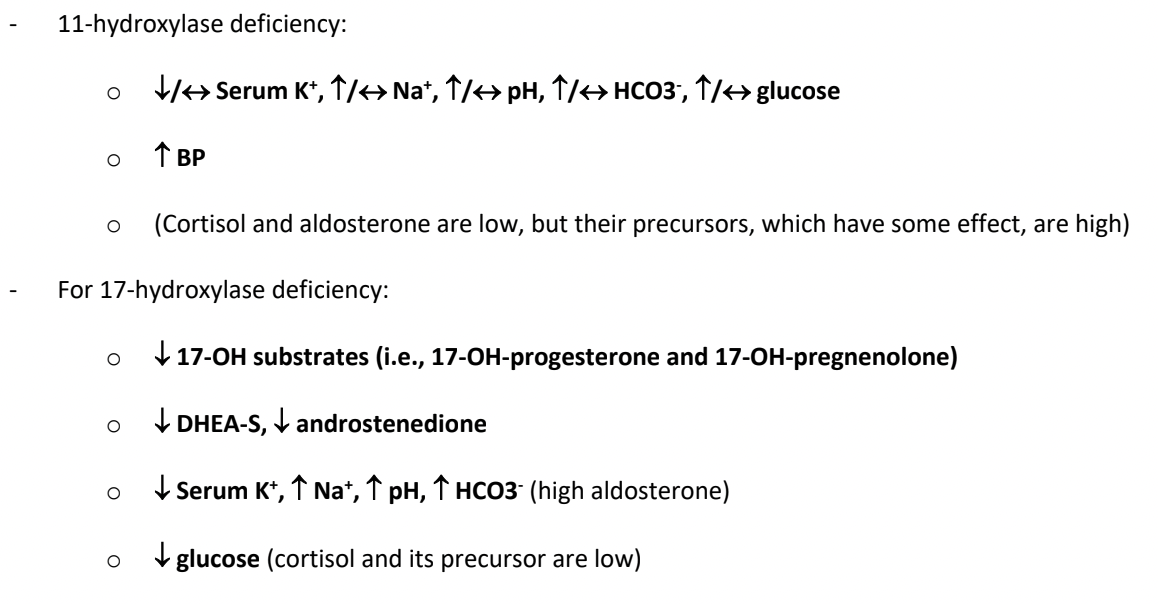 - 11-hydroxylase deficiency:
o ↓/↔ Serum K⁺, ↑/↔ Na⁺, ↑/↔ pH, ↑/↔ HCO3⁻, ↑/↔ glucose
o ↑ BP
o (Cortisol and aldosterone are low, but their precursors, which have some effect, are high)
- For 17-hydroxylase deficiency:
o ↓ 17-OH substrates (i.e., 17-OH-progesterone and 17-OH-pregnenolone)
o ↓ DHEA-S, ↓ androstenedione
o ↓ Serum K⁺, ↑ Na⁺, ↑ pH, ↑ HCO3⁻ (high aldosterone)
o ↓ glucose (cortisol and its precursor are low)